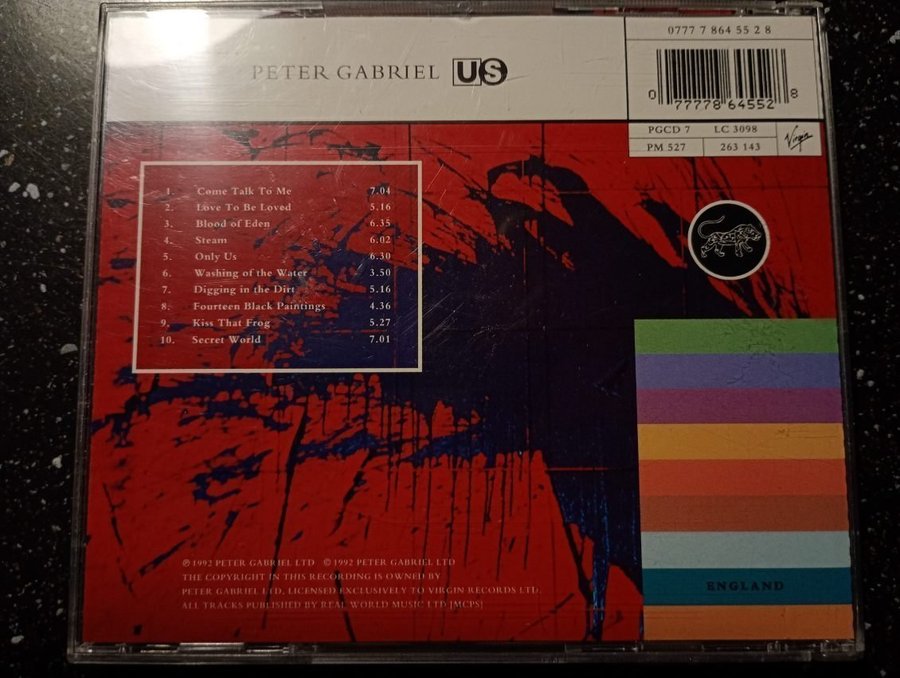 PETER GABRIEL US
0777 7 864 55 2 8
0 77778 64552 8
PGCD 7 LC 3098
PM 527 263 143
Virgin
1. Come Talk To Me 7.04
2. Love To Be Loved 5.16
3. Blood of Eden 6.35
4. Steam 6.02
5. Only Us 6.30
6. Washing of the Water 3.50
7. Digging in the Dirt 5.16
8. Fourteen Black Paintings 4.36
9. Kiss That Frog 5.27
10. Secret World 7.01
℗ 1992 PETER GABRIEL LTD © 1992 PETER GABRIEL LTD
THE COPYRIGHT IN THIS RECORDING IS OWNED BY
PETER GABRIEL LTD. LICENSED EXCLUSIVELY TO VIRGIN RECORDS LTD.
ALL TRACKS PUBLISHED BY REAL WORLD MUSIC LTD [MCPS]
ENGLAND